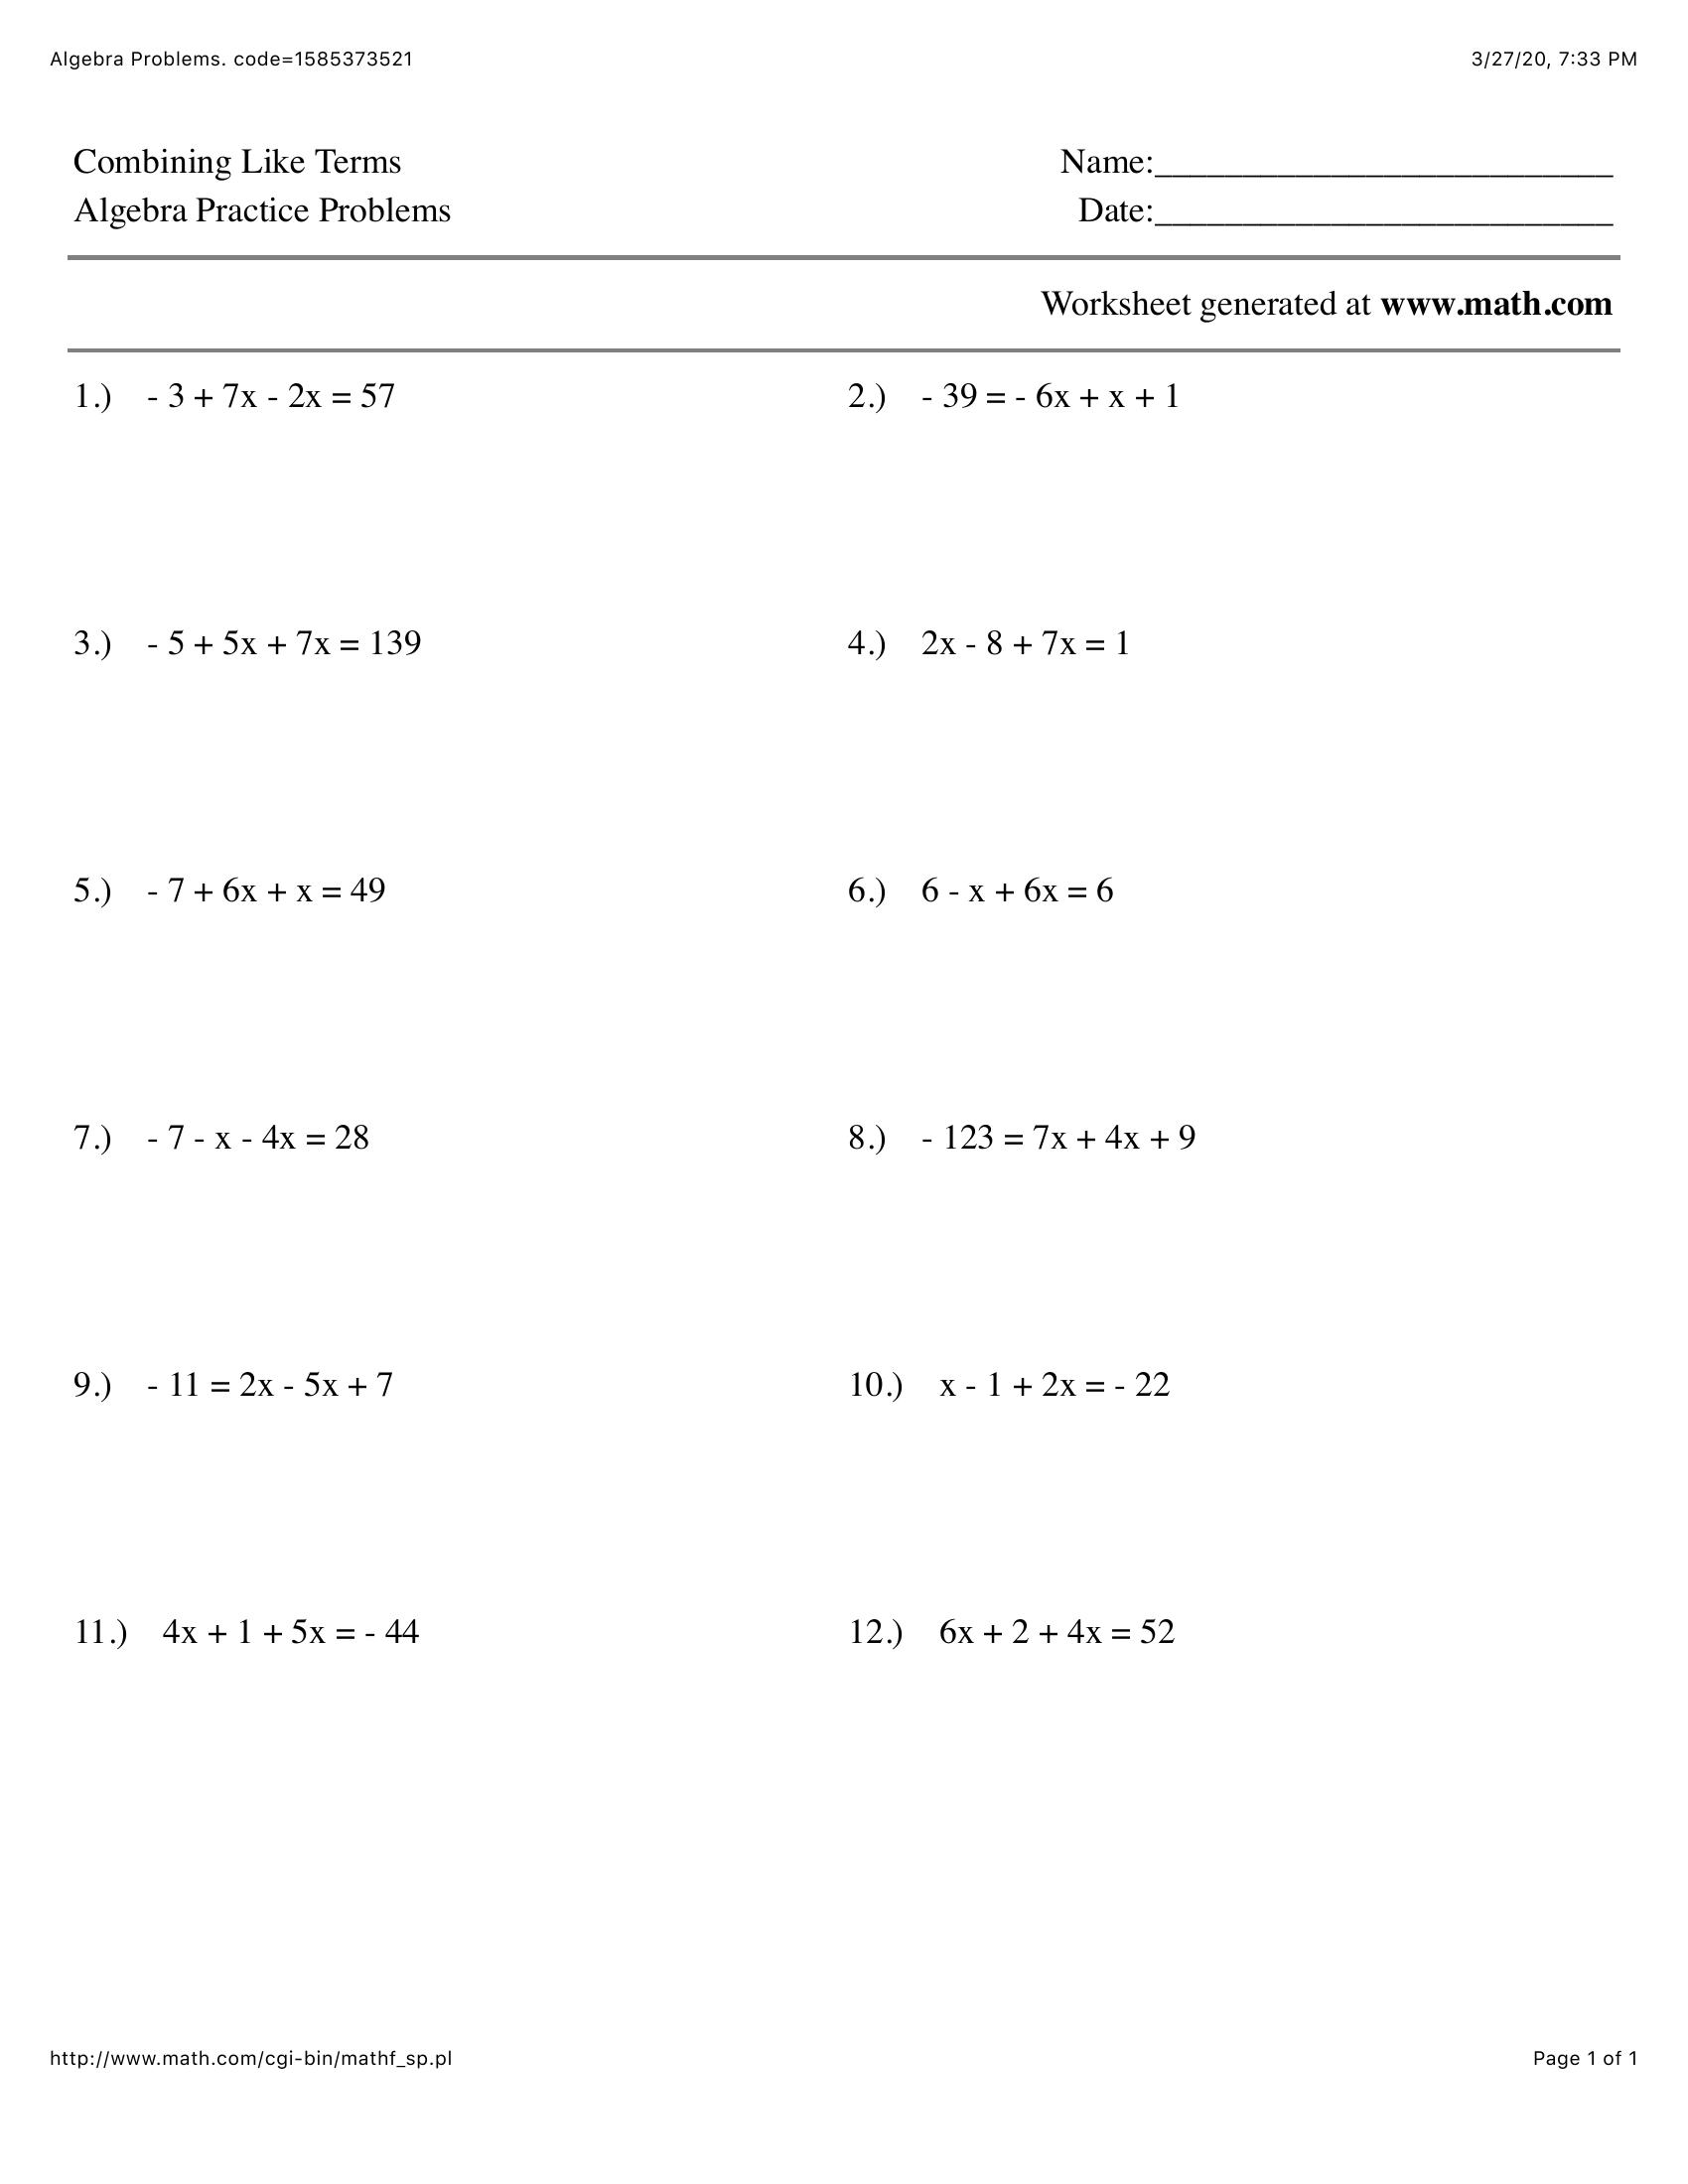 Algebra Problems. code=1585373521
3/27/20, 7:33 PM
Combining Like Terms
Name:__________________________
Algebra Practice Problems
Date:__________________________
Worksheet generated at www.math.com
1.) - 3 + 7x - 2x = 57
2.) - 39 = - 6x + x + 1
3.) - 5 + 5x + 7x = 139
4.) 2x - 8 + 7x = 1
5.) - 7 + 6x + x = 49
6.) 6 - x + 6x = 6
7.) - 7 - x - 4x = 28
8.) - 123 = 7x + 4x + 9
9.) - 11 = 2x - 5x + 7
10.) x - 1 + 2x = - 22
11.) 4x + 1 + 5x = - 44
12.) 6x + 2 + 4x = 52
http://www.math.com/cgi-bin/mathf_sp.pl
Page 1 of 1